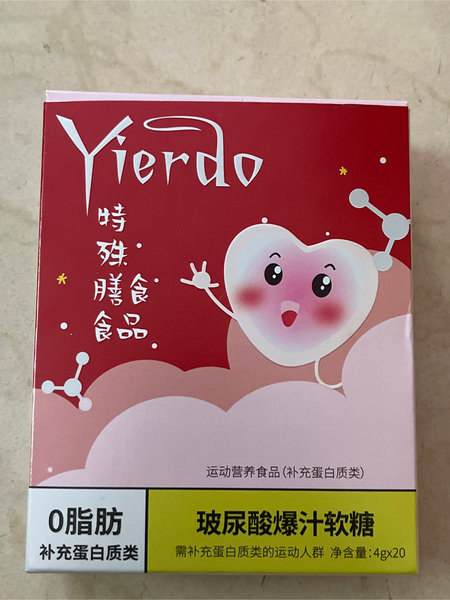 Yierdo
特殊膳食食品
运动营养食品(补充蛋白质类)
0脂肪
补充蛋白质类
玻尿酸爆汁软糖
需补充蛋白质类的运动人群 净含量:4gx20